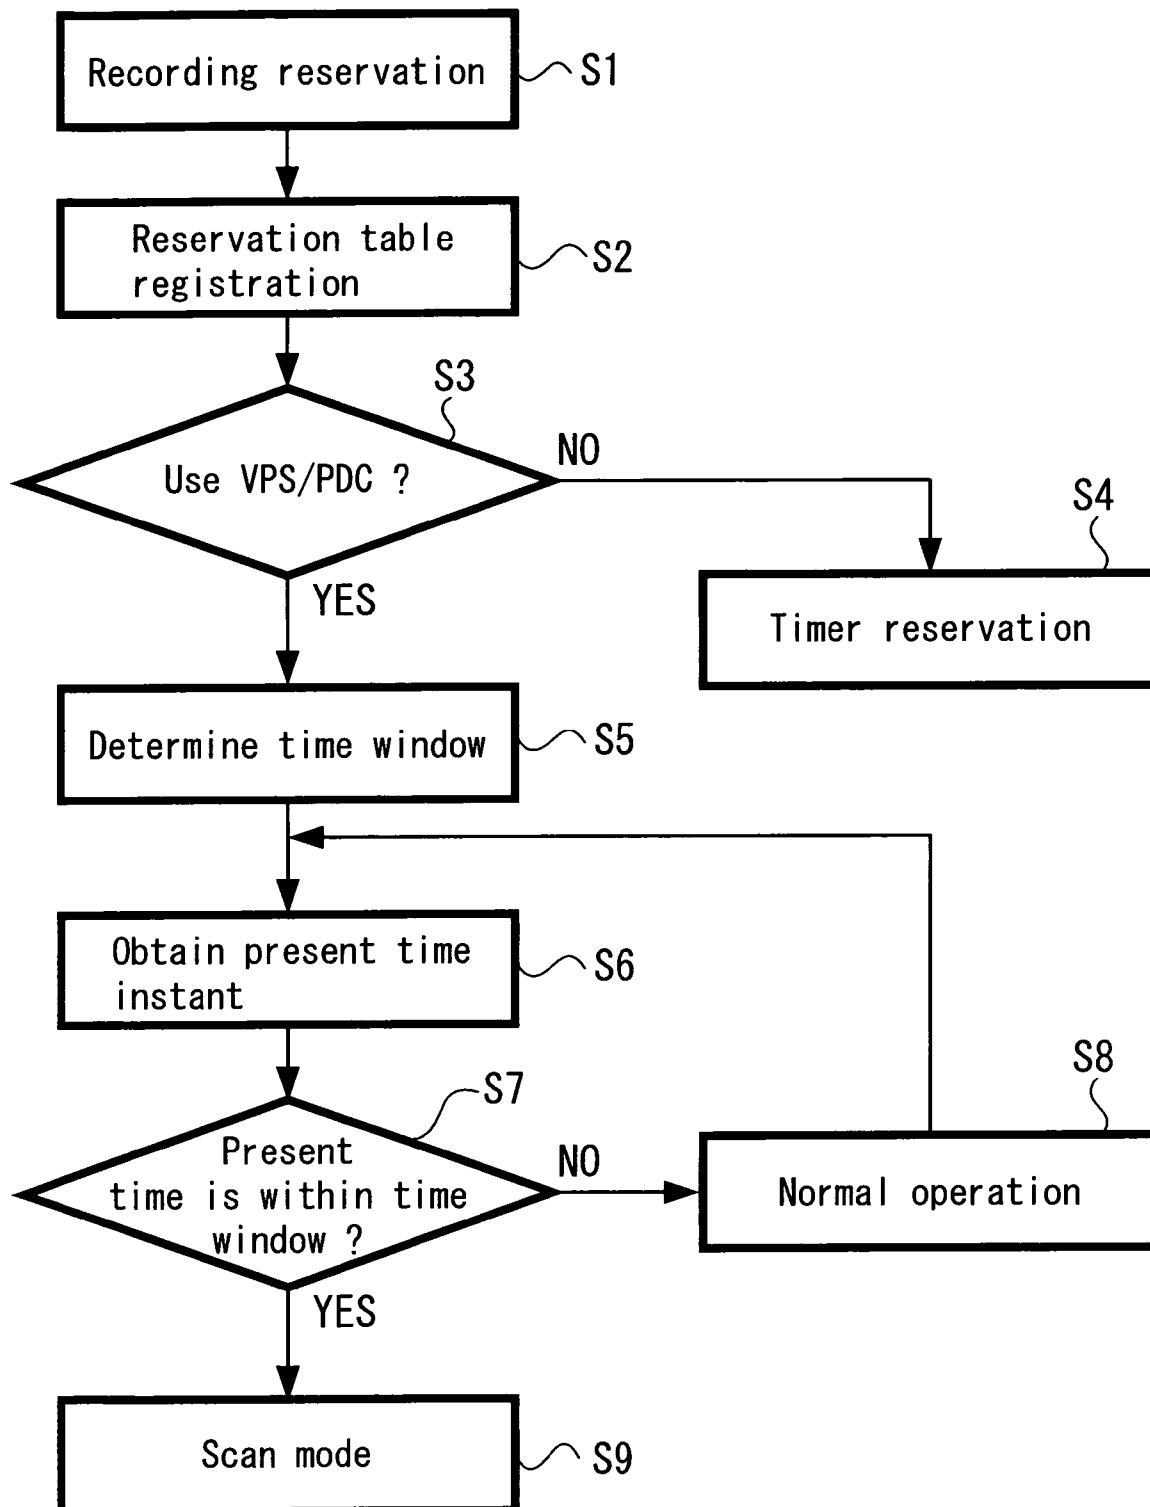 Recording reservation
S1
Reservation table
registration
S2
S3
Use VPS/PDC ?
NO
YES
S4
Timer reservation
Determine time window
S5
Obtain present time
instant
S6
S7
Present
time is within time
window ?
NO
YES
S8
Normal operation
Scan mode
S9